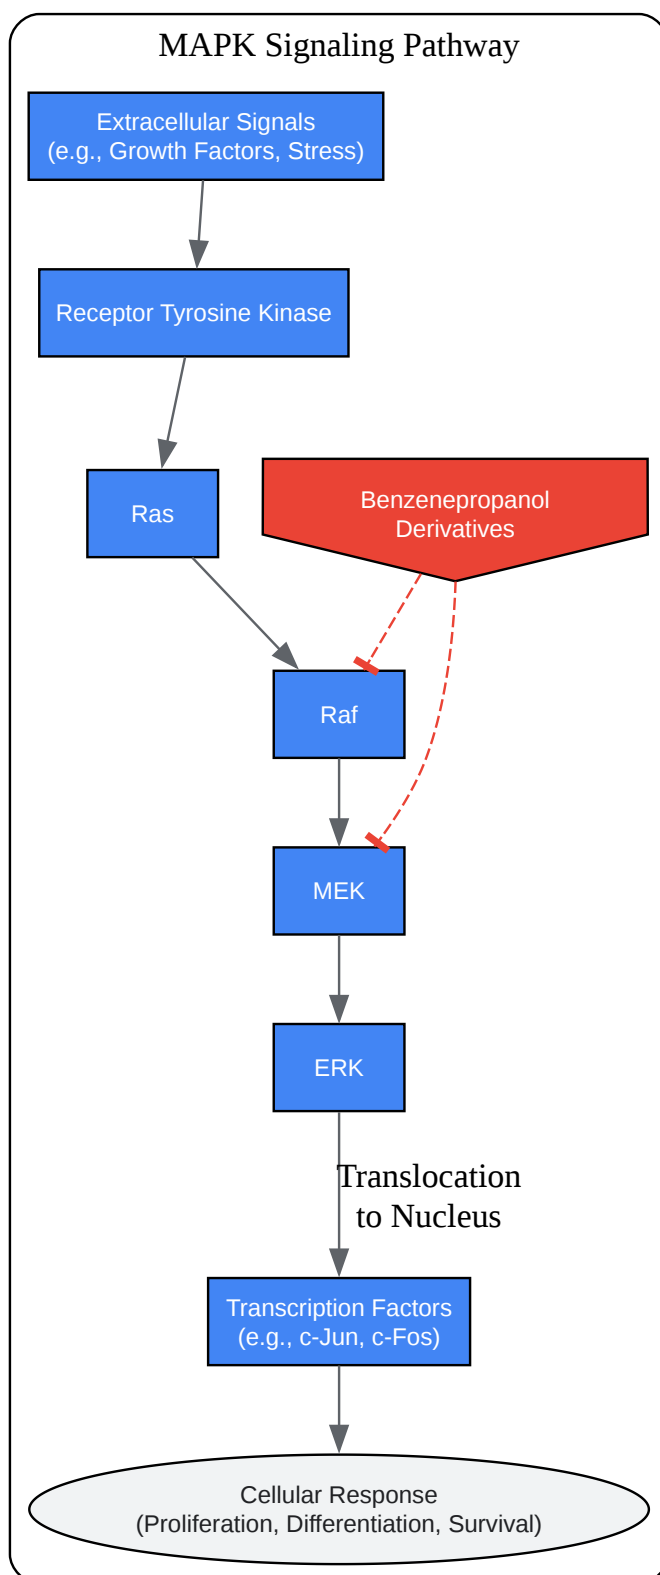 MAPK Signaling Pathway
Extracellular Signals
(e.g., Growth Factors, Stress)
Receptor Tyrosine Kinase
Ras
Benzenepropanol
Derivatives
Raf
MEK
ERK
Translocation
to Nucleus
Transcription Factors
(e.g., c-Jun, c-Fos)
Cellular Response
(Proliferation, Differentiation, Survival)